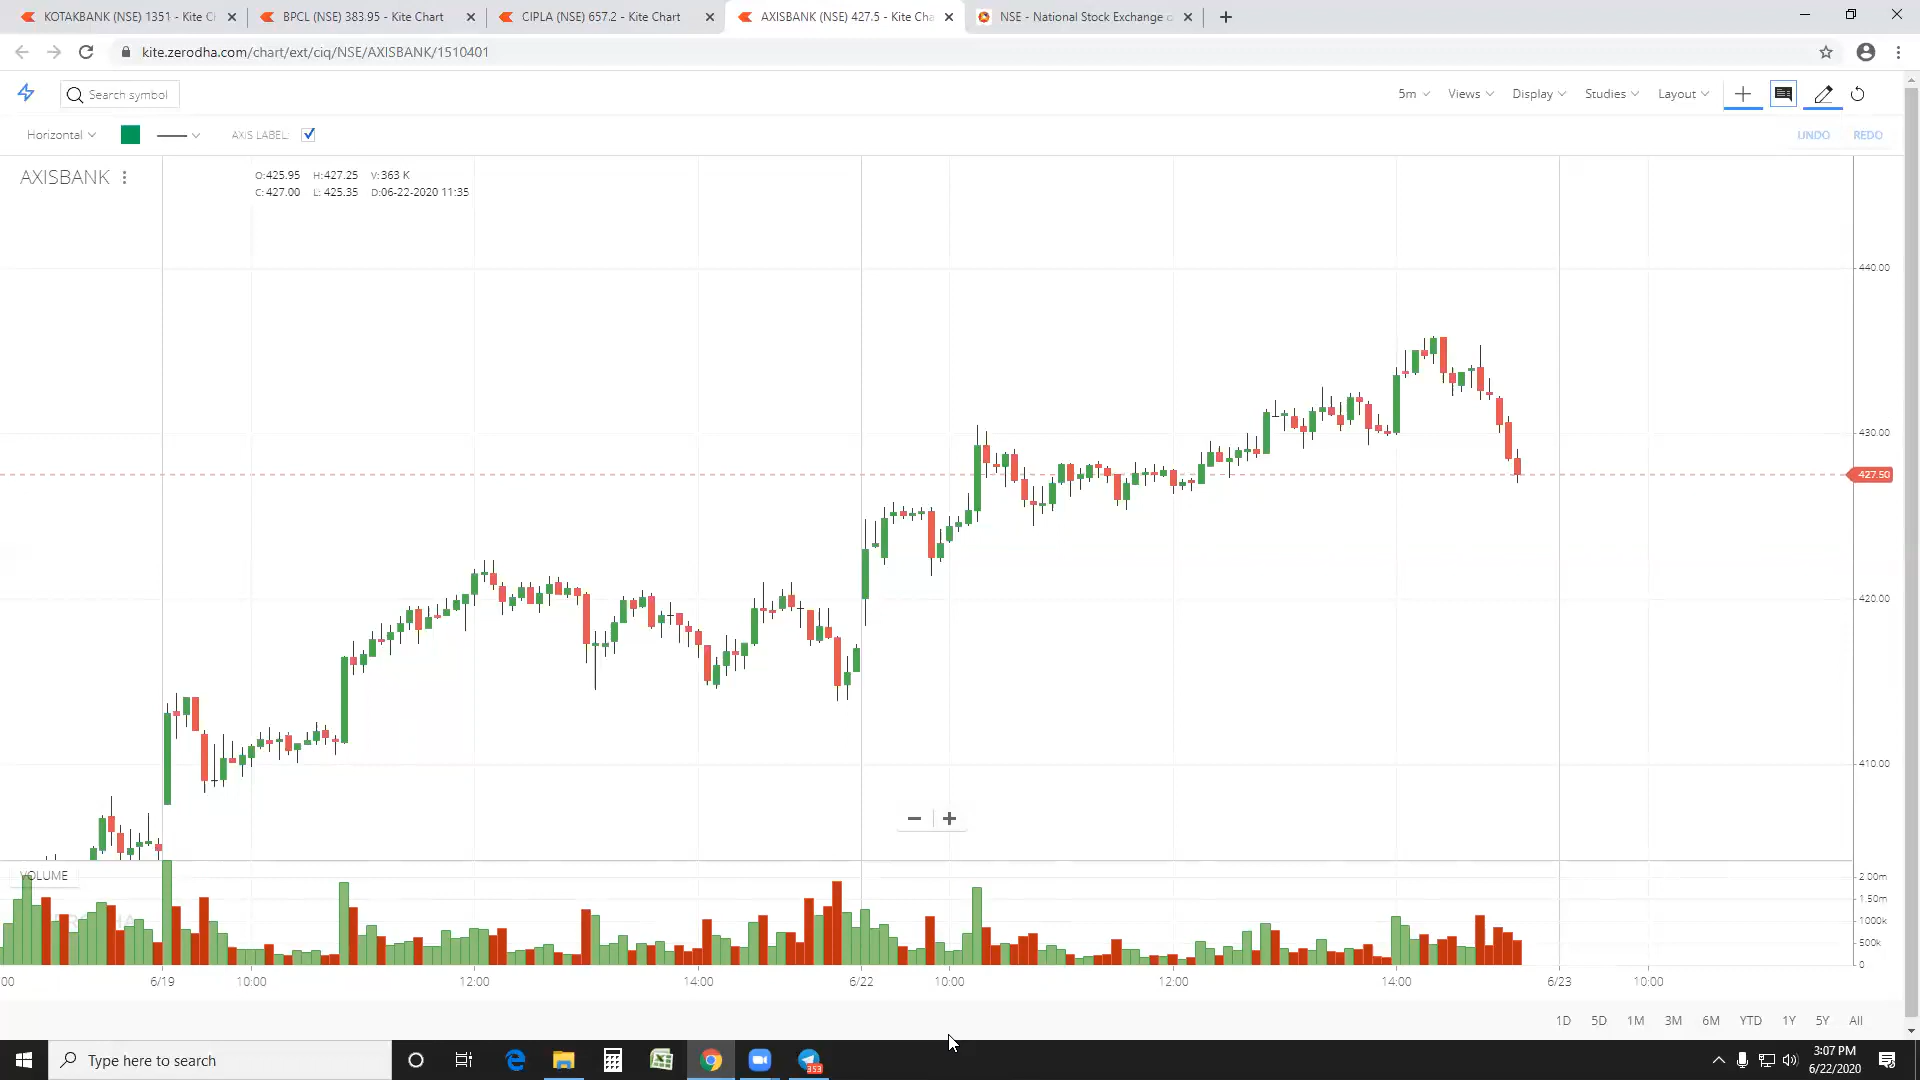 KOTAKBANK (NSE) 1351 - Kite C
BPCL (NSE) 383.95 - Kite Chart
CIPLA (NSE) 657.2 - Kite Chart
AXISBANK (NSE) 427.5 - Kite Cha
NSE - National Stock Exchange o
kite.zerodha.com/chart/ext/ciq/NSE/AXISBANK/1510401
Search symbol
5m
Views
Display
Studies
Layout
Horizontal
AXIS LABEL:
UNDO
REDO
AXISBANK
O:425.95 H:427.25 V:363 K
C:427.00 L: 425.35 D:06-22-2020 11:35
440.00
430.00
427.50
420.00
410.00
VOLUME
2.00m
1.50m
1000k
500k
0
00 6/19 10:00 12:00 14:00 6/22 10:00 12:00 14:00 6/23 10:00
1D 5D 1M 3M 6M YTD 1Y 5Y All
Type here to search
353
3:07 PM
6/22/2020